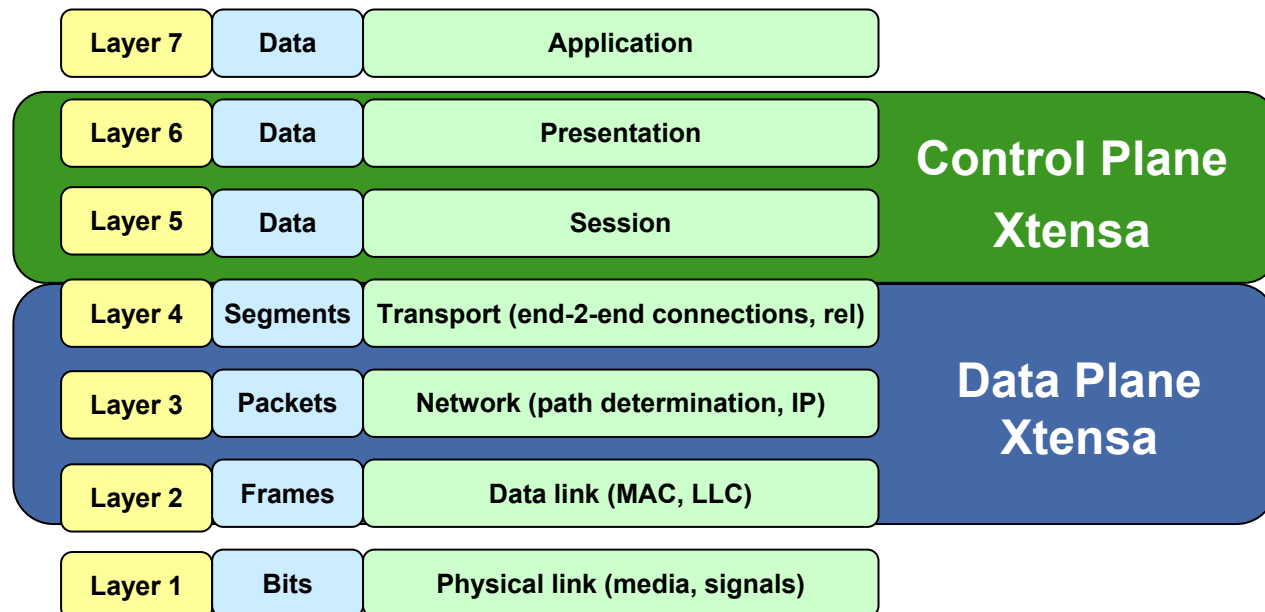 Layer 7 Data Application
Layer 6 Data Presentation
Control Plane
Xtensa
Layer 5 Data Session
Layer 4 Segments Transport (end-2-end connections, rel)
Layer 3 Packets Network (path determination, IP)
Data Plane
Xtensa
Layer 2 Frames Data link (MAC, LLC)
Layer 1 Bits Physical link (media, signals)